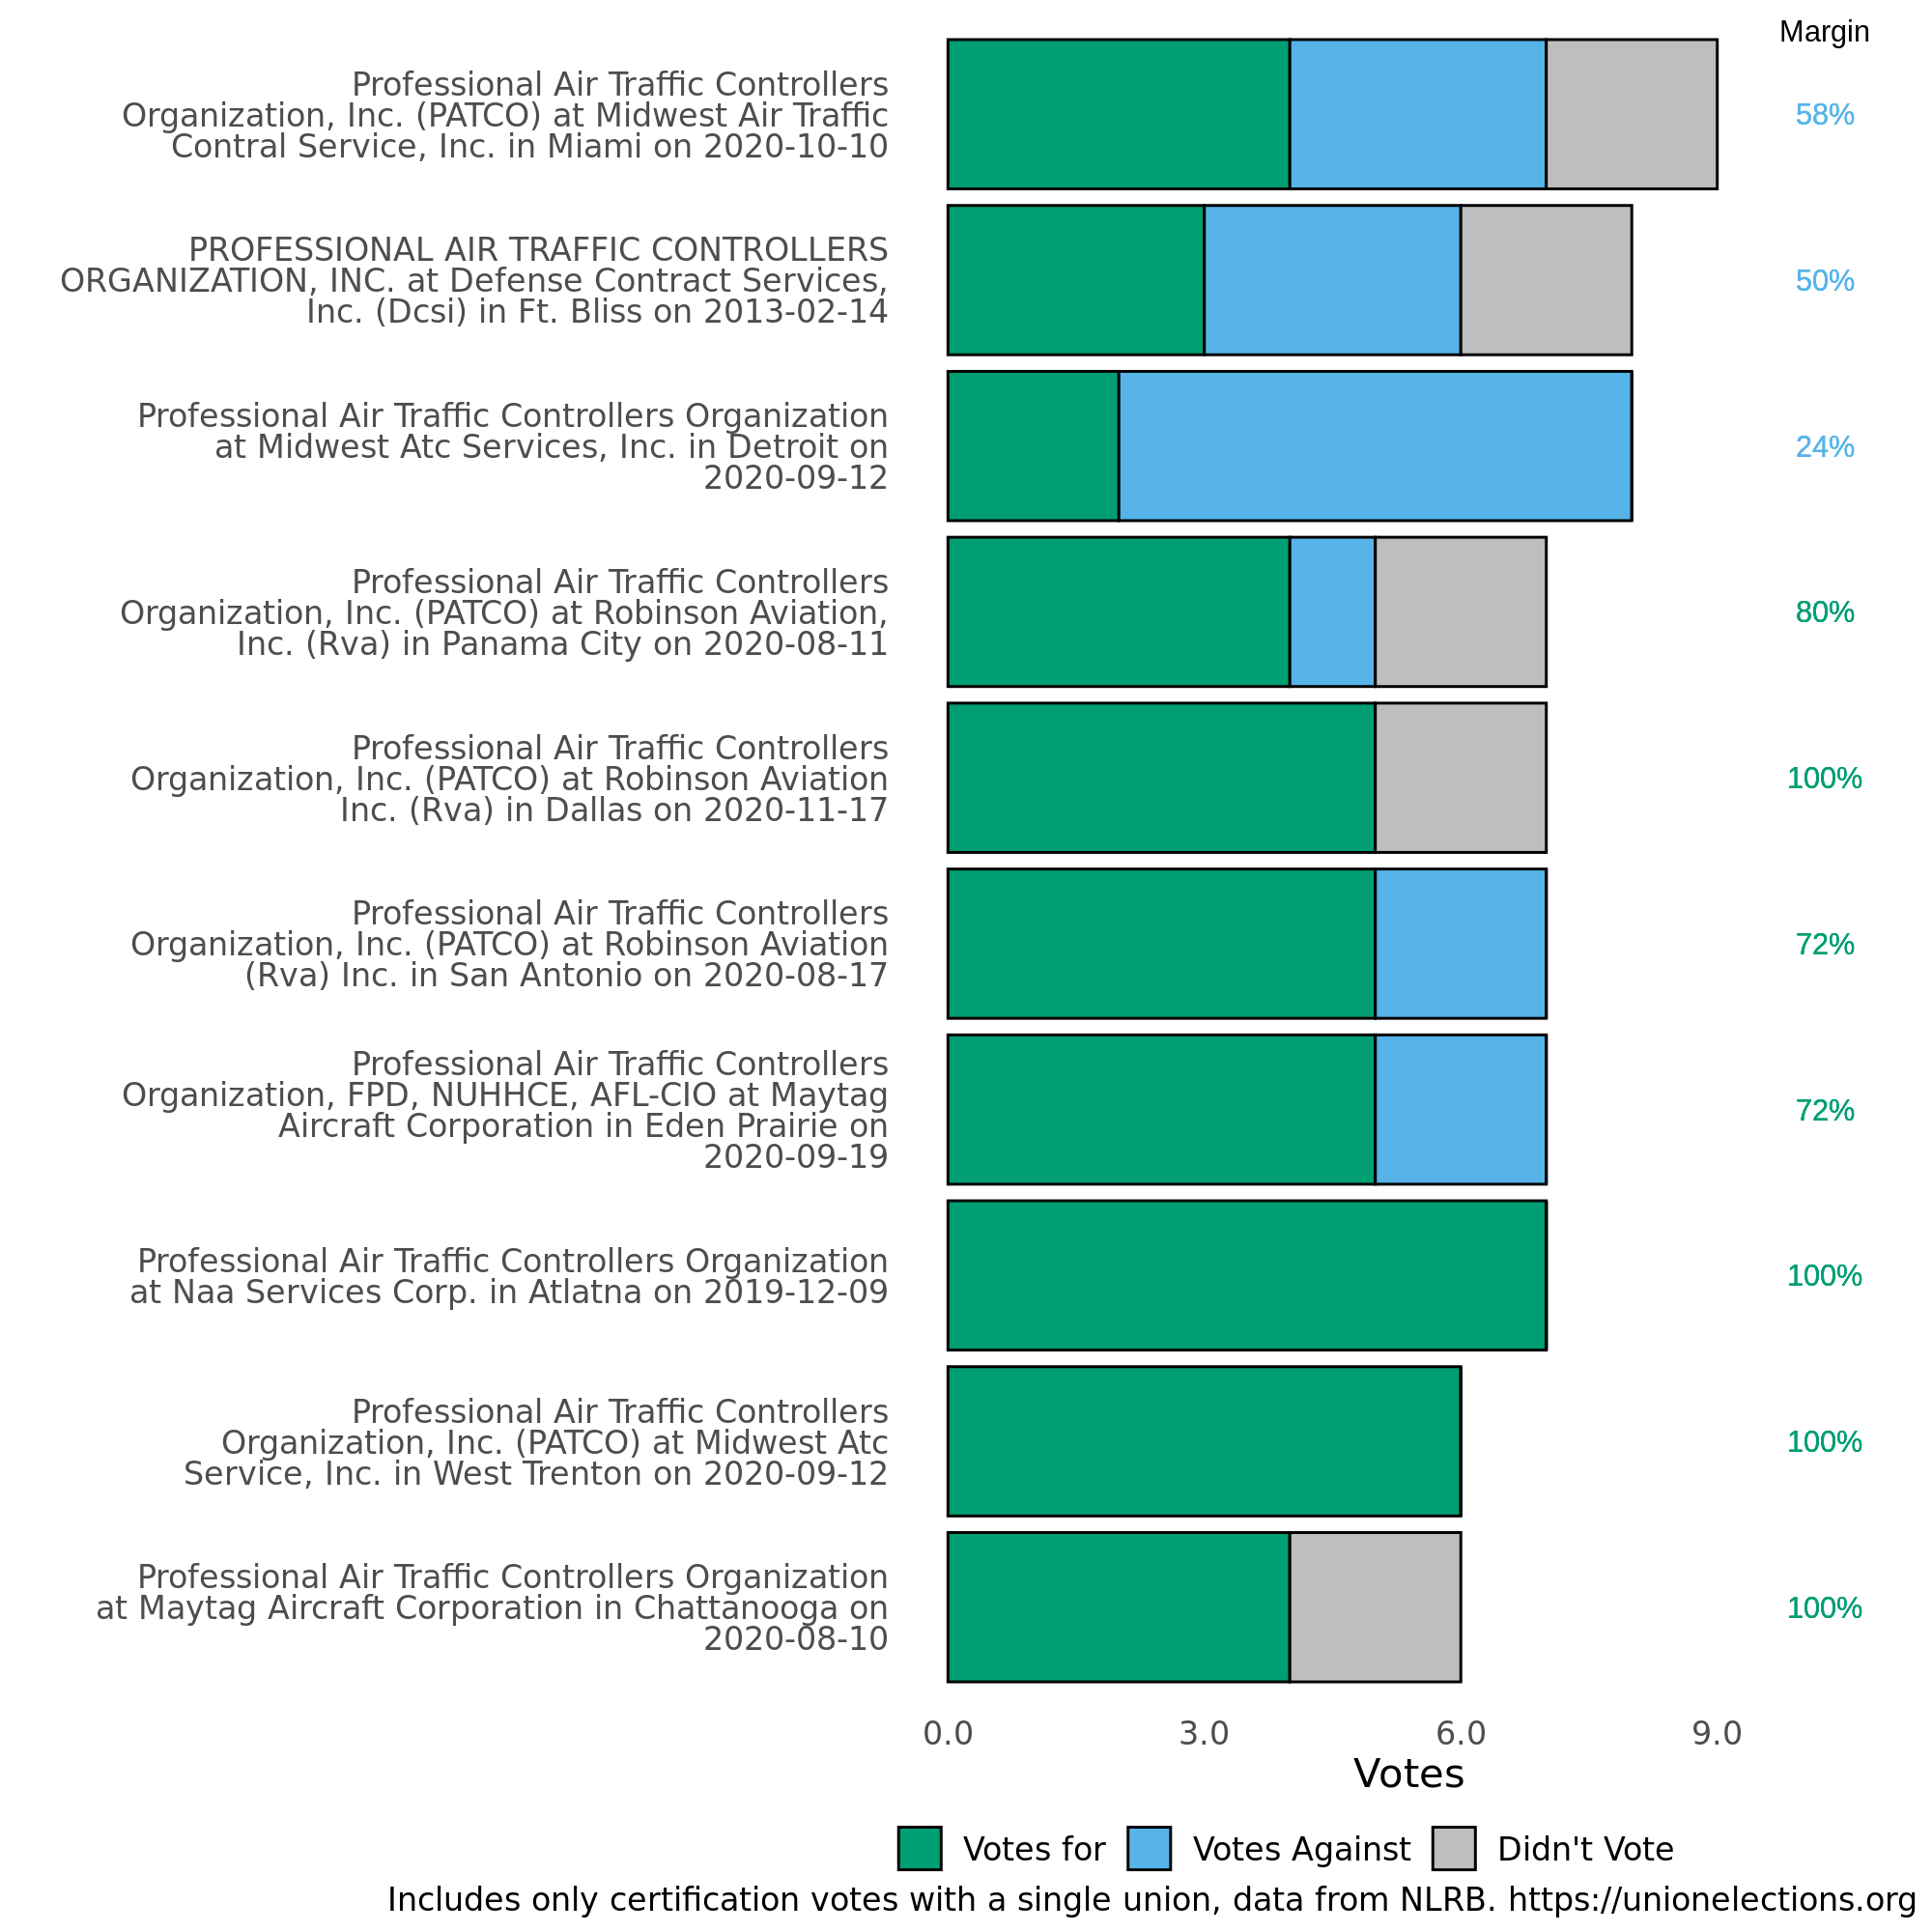 Margin
Professional Air Traffic Controllers
Organization, Inc. (PATCO) at Midwest Air Traffic
Contral Service, Inc. in Miami on 2020-10-10
58%
PROFESSIONAL AIR TRAFFIC CONTROLLERS
ORGANIZATION, INC. at Defense Contract Services,
Inc. (Dcsi) in Ft. Bliss on 2013-02-14
50%
Professional Air Traffic Controllers Organization
at Midwest Atc Services, Inc. in Detroit on
2020-09-12
24%
Professional Air Traffic Controllers
Organization, Inc. (PATCO) at Robinson Aviation,
Inc. (Rva) in Panama City on 2020-08-11
80%
Professional Air Traffic Controllers
Organization, Inc. (PATCO) at Robinson Aviation
Inc. (Rva) in Dallas on 2020-11-17
100%
Professional Air Traffic Controllers
Organization, Inc. (PATCO) at Robinson Aviation
(Rva) Inc. in San Antonio on 2020-08-17
72%
Professional Air Traffic Controllers
Organization, FPD, NUHHCE, AFL-CIO at Maytag
Aircraft Corporation in Eden Prairie on
2020-09-19
72%
Professional Air Traffic Controllers Organization
at Naa Services Corp. in Atlatna on 2019-12-09
100%
Professional Air Traffic Controllers
Organization, Inc. (PATCO) at Midwest Atc
Service, Inc. in West Trenton on 2020-09-12
100%
Professional Air Traffic Controllers Organization
at Maytag Aircraft Corporation in Chattanooga on
2020-08-10
100%
0.0 3.0 6.0 9.0
Votes
Votes for Votes Against Didn't Vote
Includes only certification votes with a single union, data from NLRB. https://unionelections.org